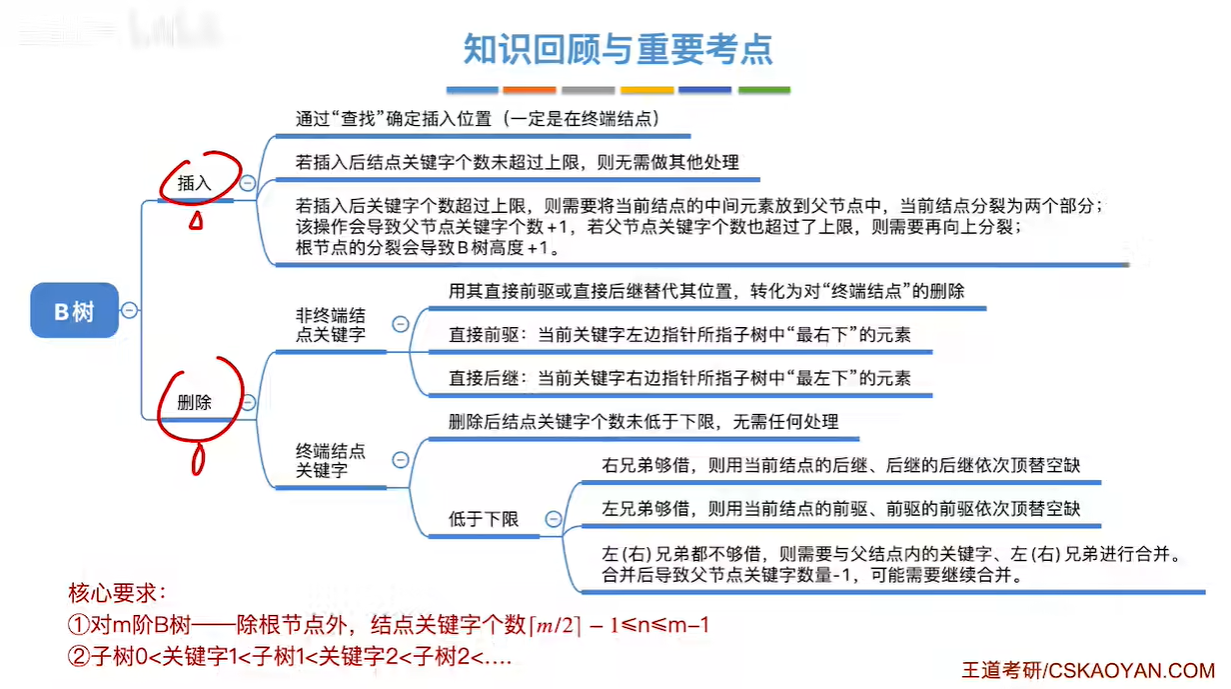 知识回顾与重要考点
通过“查找”确定插入位置（一定是在终端结点）
若插入后结点关键字个数未超过上限，则无需做其他处理
插入
若插入后关键字个数超过上限，则需要将当前结点的中间元素放到父节点中，当前结点分裂为两个部分；
该操作会导致父节点关键字个数+1，若父节点关键字个数也超过了上限，则需要再向上分裂；
根节点的分裂会导致B树高度+1。
B树
用其直接前驱或直接后继替代其位置，转化为对“终端结点”的删除
非终端结
点关键字
直接前驱：当前关键字左边指针所指子树中“最右下”的元素
直接后继：当前关键字右边指针所指子树中“最左下”的元素
删除
删除后结点关键字个数未低于下限，无需任何处理
终端结点
关键字
右兄弟够借，则用当前结点的后继、后继的后继依次顶替空缺
低于下限
左兄弟够借，则用当前结点的前驱、前驱的前驱依次顶替空缺
左(右)兄弟都不够借，则需要与父结点内的关键字、左(右)兄弟进行合并。
合并后导致父节点关键字数量-1，可能需要继续合并。
核心要求：
①对m阶B树——除根节点外，结点关键字个数⌈m/2⌉－1≤n≤m-1
②子树0<关键字1<子树1<关键字2<子树2<....
王道考研/CSKAOYAN.COM